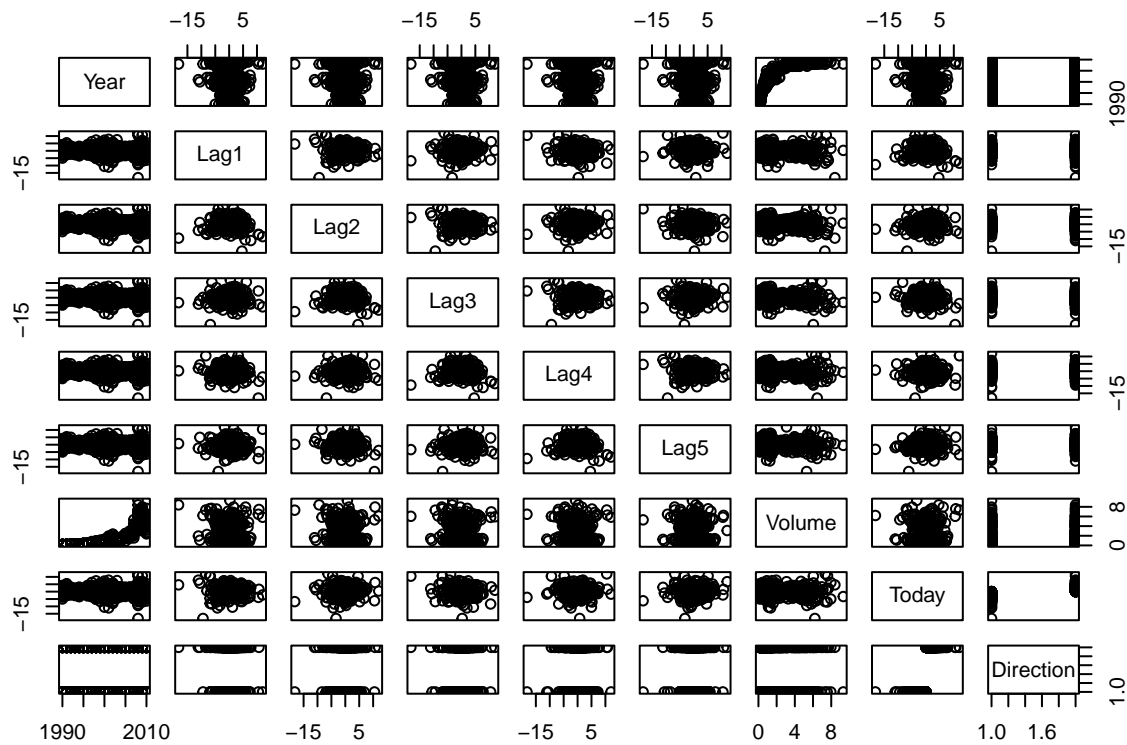 −15 5 −15 5 −15 5 −15 5
Year
1990
−15
Lag1
Lag2
−15
−15
Lag3
Lag4
−15
−15
Lag5
Volume
0 8
−15
Today
Direction
1.0
1990 2010 −15 5 −15 5 0 4 8 1.0 1.6